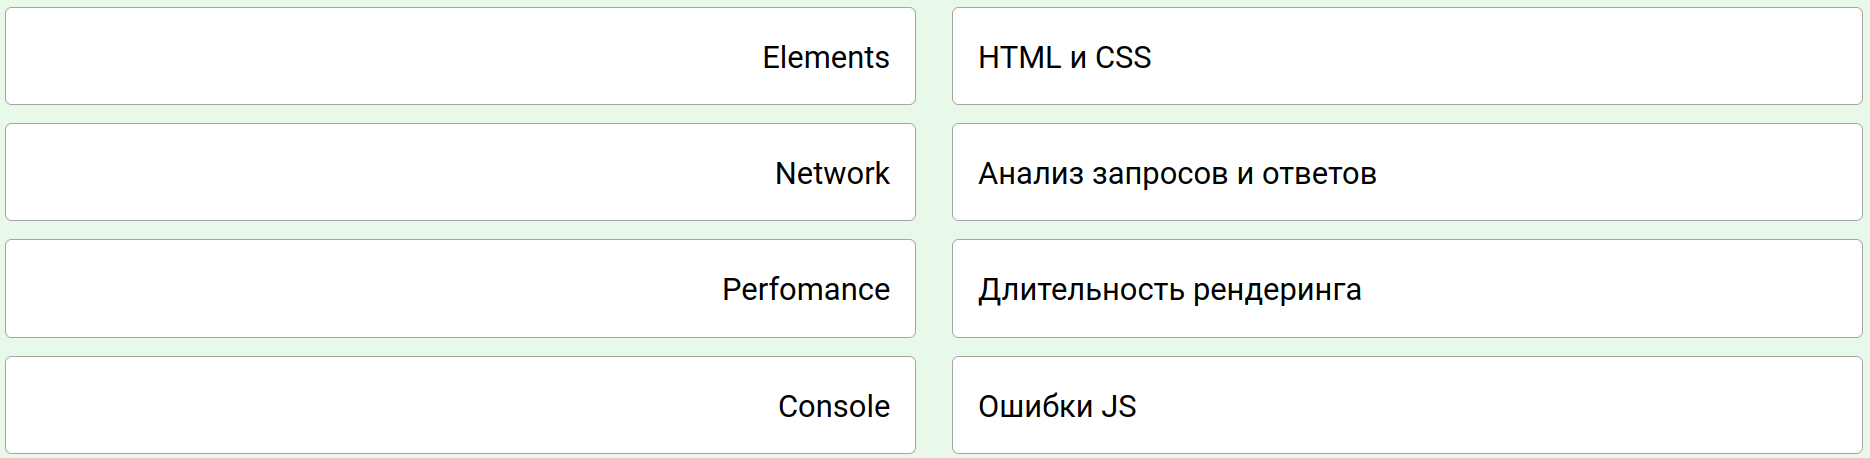 Elements
HTML и CSS
Network
Анализ запросов и ответов
Perfomance
Длительность рендеринга
Console
Ошибки JS